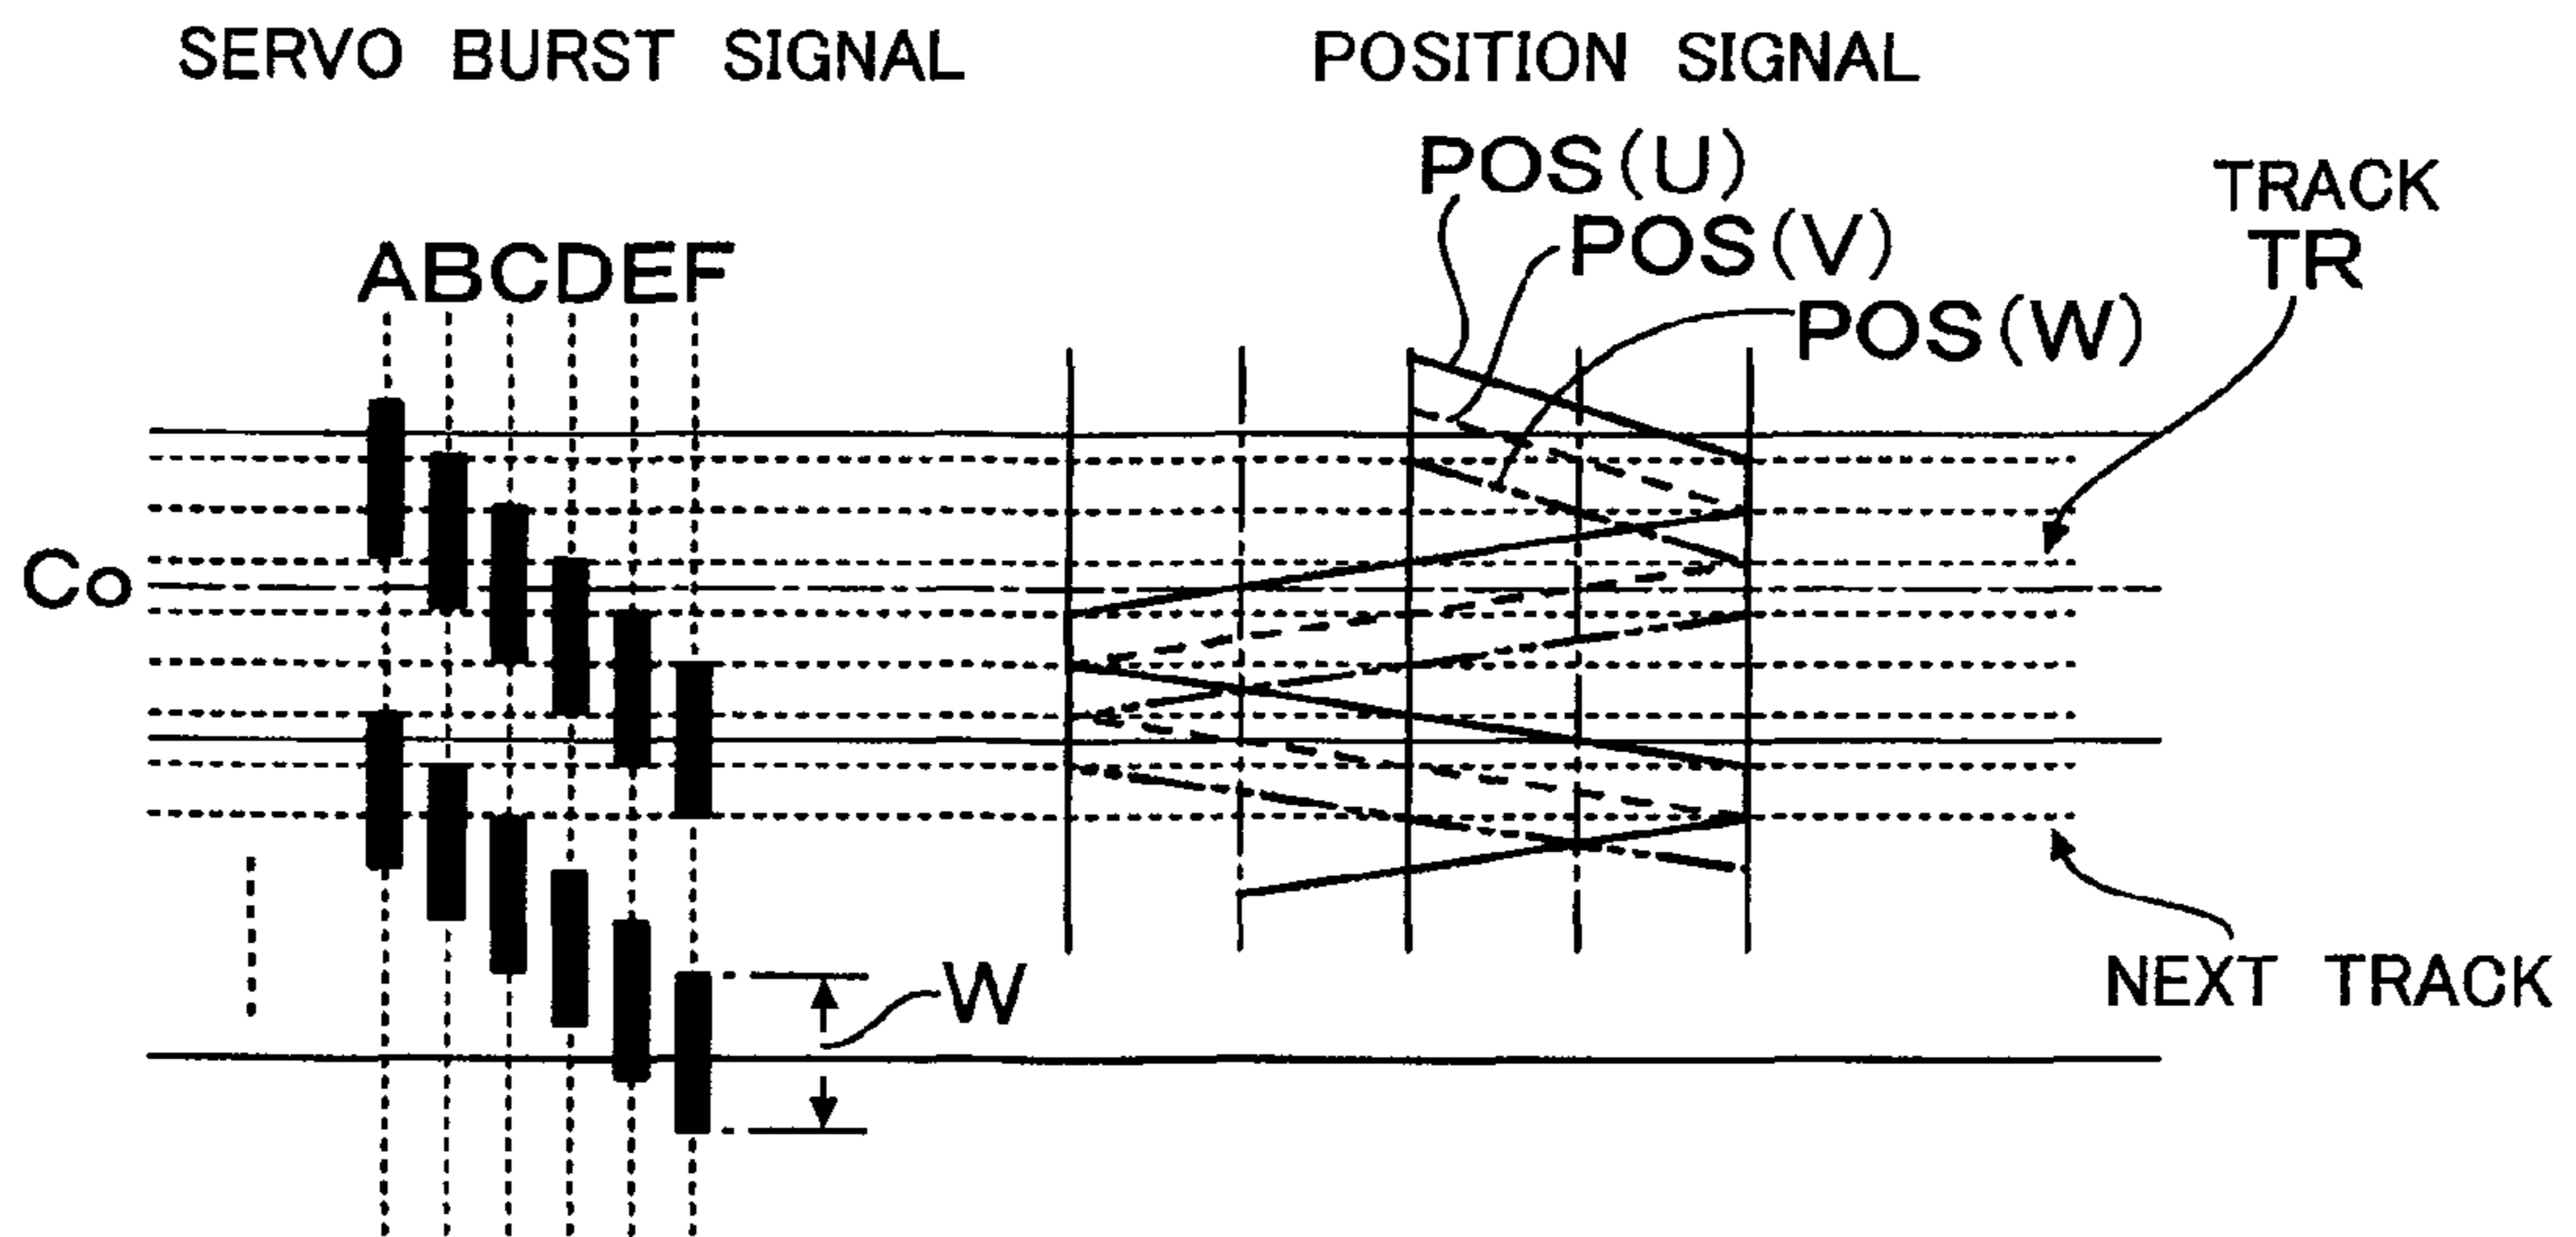 SERVO BURST SIGNAL
POSITION SIGNAL
POS(U)
POS(V)
POS(W)
TRACK
TR
ABCDEF
Co
W
NEXT TRACK